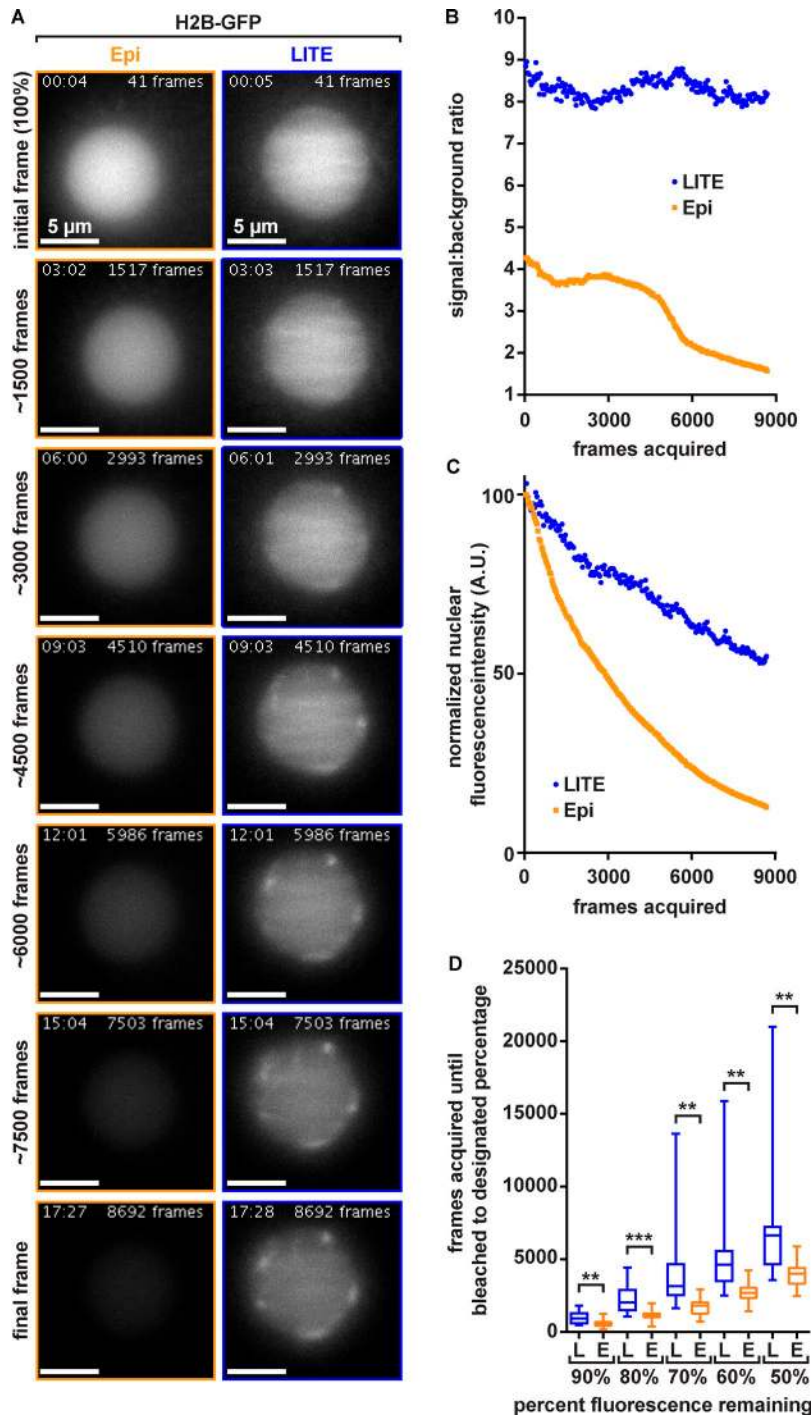 A
H2B-GFP
Epi
LITE
initial frame (100%)
00:04 41 frames
5 µm
00:05 41 frames
5 µm
~1500 frames
03:02 1517 frames
03:03 1517 frames
~3000 frames
06:00 2993 frames
06:01 2993 frames
~4500 frames
09:03 4510 frames
09:03 4510 frames
~6000 frames
12:01 5986 frames
12:01 5986 frames
~7500 frames
15:04 7503 frames
15:04 7503 frames
final frame
17:27 8692 frames
17:28 8692 frames
B
signal:background ratio
10
9
8
7
6
5
4
3
2
1
LITE
Epi
0 3000 6000 9000
frames acquired
C
normalized nuclear
fluorescenceintensity (A.U.)
100
50
0
LITE
Epi
0 3000 6000 9000
frames acquired
D
frames acquired until
bleached to designated percentage
25000
20000
15000
10000
5000
0
**
***
**
**
**
L E L E L E L E L E
90% 80% 70% 60% 50%
percent fluorescence remaining